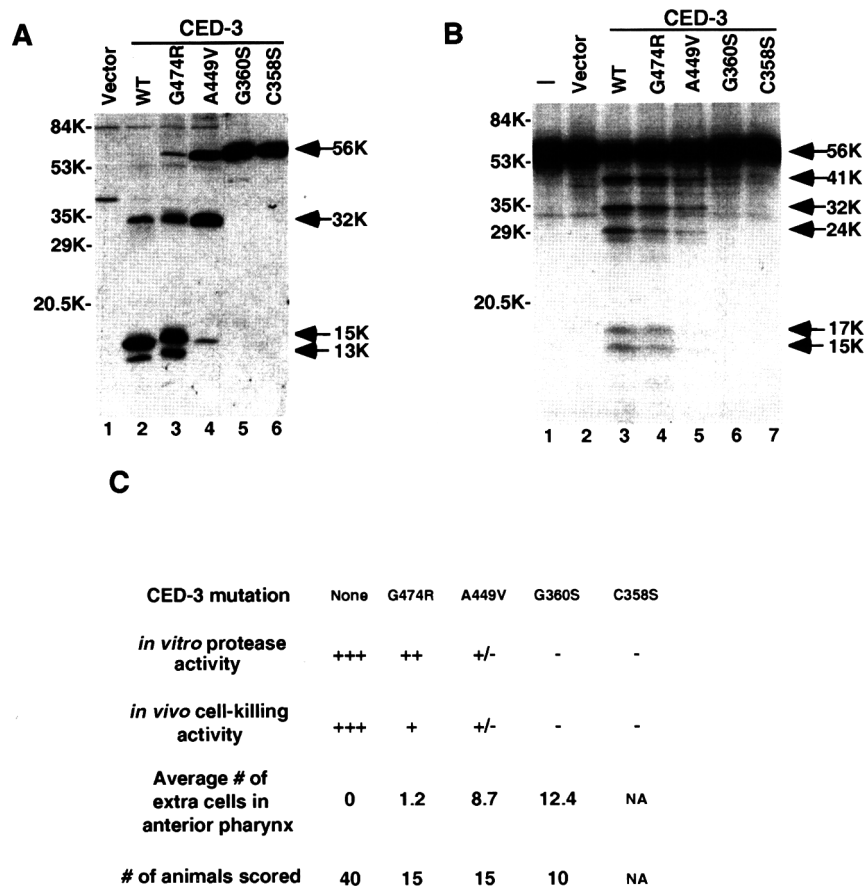 A
CED-3
Vector
WT
G474R
A449V
G360S
C358S
84K-
53K-
35K-
29K-
20.5K-
56K
32K
15K
13K
1 2 3 4 5 6
B
CED-3
–
Vector
WT
G474R
A449V
G360S
C358S
84K-
53K-
35K-
29K-
20.5K-
56K
41K
32K
24K
17K
15K
1 2 3 4 5 6 7
C
CED-3 mutation None G474R A449V G360S C358S
in vitro protease
activity +++ ++ +/- - -
in vivo cell-killing
activity +++ + +/- - -
Average # of
extra cells in 0 1.2 8.7 12.4 NA
anterior pharynx
# of animals scored 40 15 15 10 NA